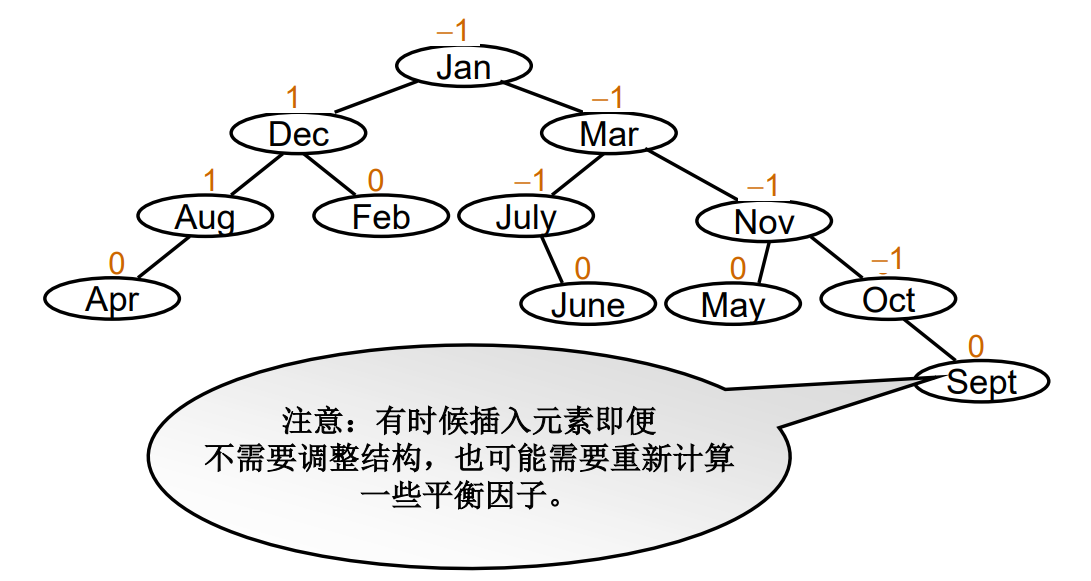 −1
Jan
1
−1
Dec
Mar
1
0
−1
−1
Aug
Feb
July
Nov
0
0
0
−1
Apr
June
May
Oct
0
Sept
注意：有时候插入元素即便
不需要调整结构，也可能需要重新计算
一些平衡因子。